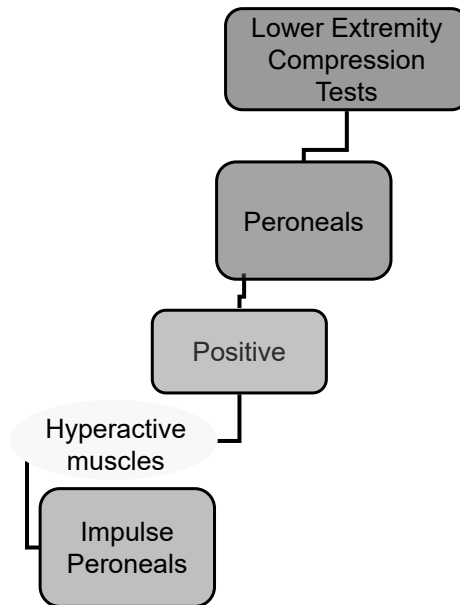 Lower Extremity
Compression
Tests
Peroneals
Positive
Hyperactive
muscles
Impulse
Peroneals